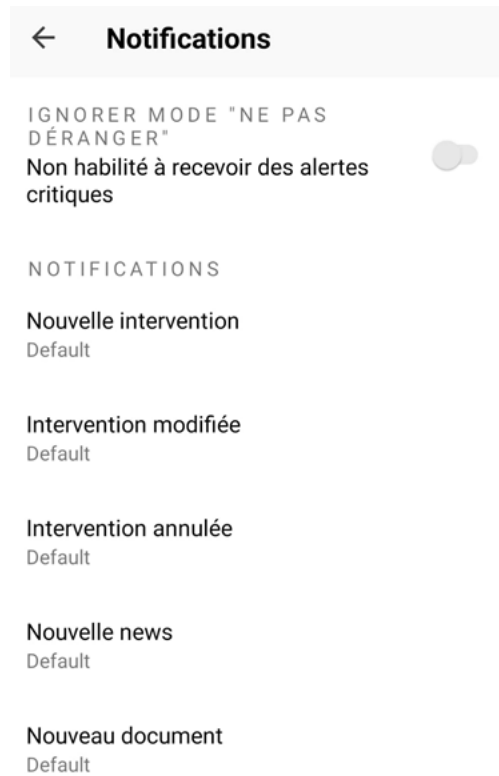 Notifications
IGNORER MODE "NE PAS
DÉRANGER"
Non habilité à recevoir des alertes
critiques
NOTIFICATIONS
Nouvelle intervention
Default
Intervention modifiée
Default
Intervention annulée
Default
Nouvelle news
Default
Nouveau document
Default